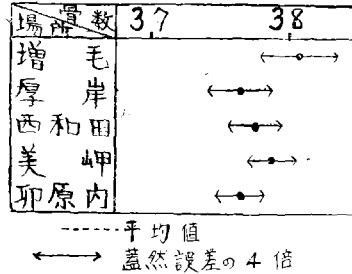 場所 骨数 37 38
増毛
厚岸
西和田
美岬
卯原内
平均値
蓋然誤差の4倍